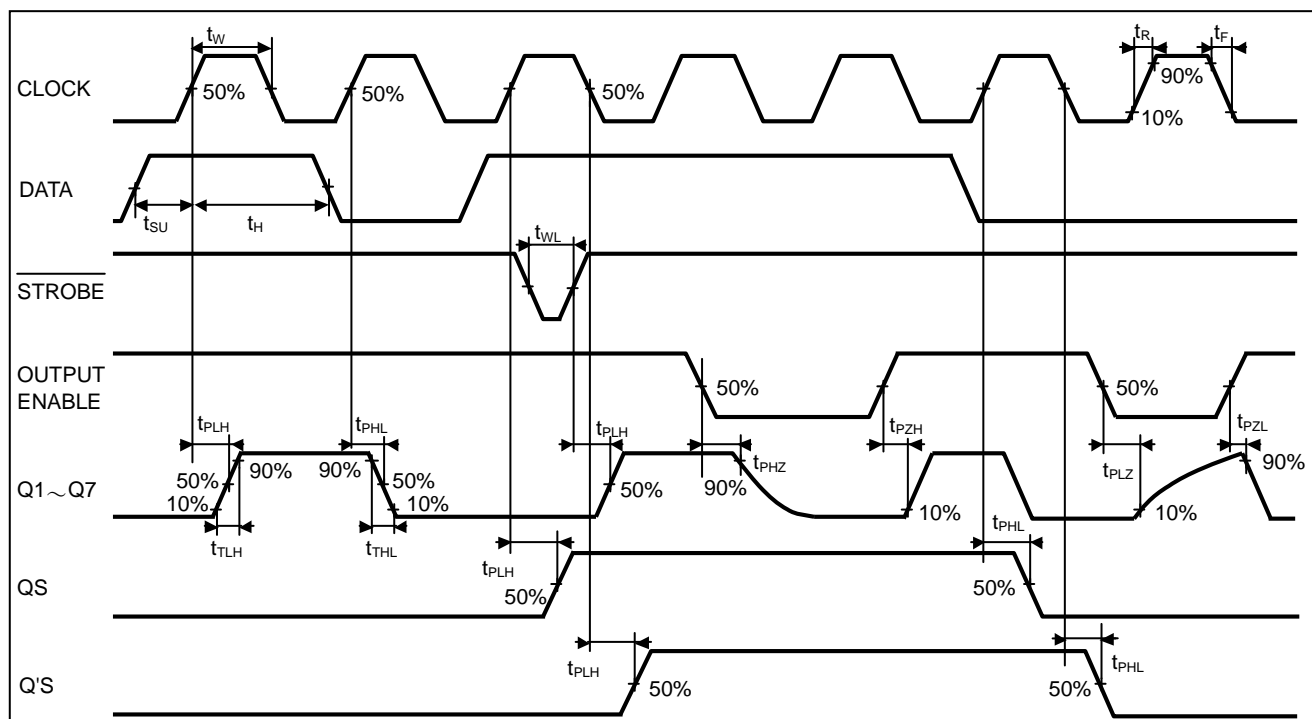 tW
tR
tF
CLOCK
50%
50%
50%
90%
10%
DATA
tSU
tH
tWL
STROBE
OUTPUT
ENABLE
50%
50%
tPLH
tPHL
tPLH
tPHZ
tPZH
tPLZ
tPZL
Q1～Q7
50%
90%
90%
50%
50%
90%
90%
10%
10%
10%
10%
tTLH
tTHL
tPLH
tPHL
QS
50%
50%
tPLH
tPHL
Q'S
50%
50%